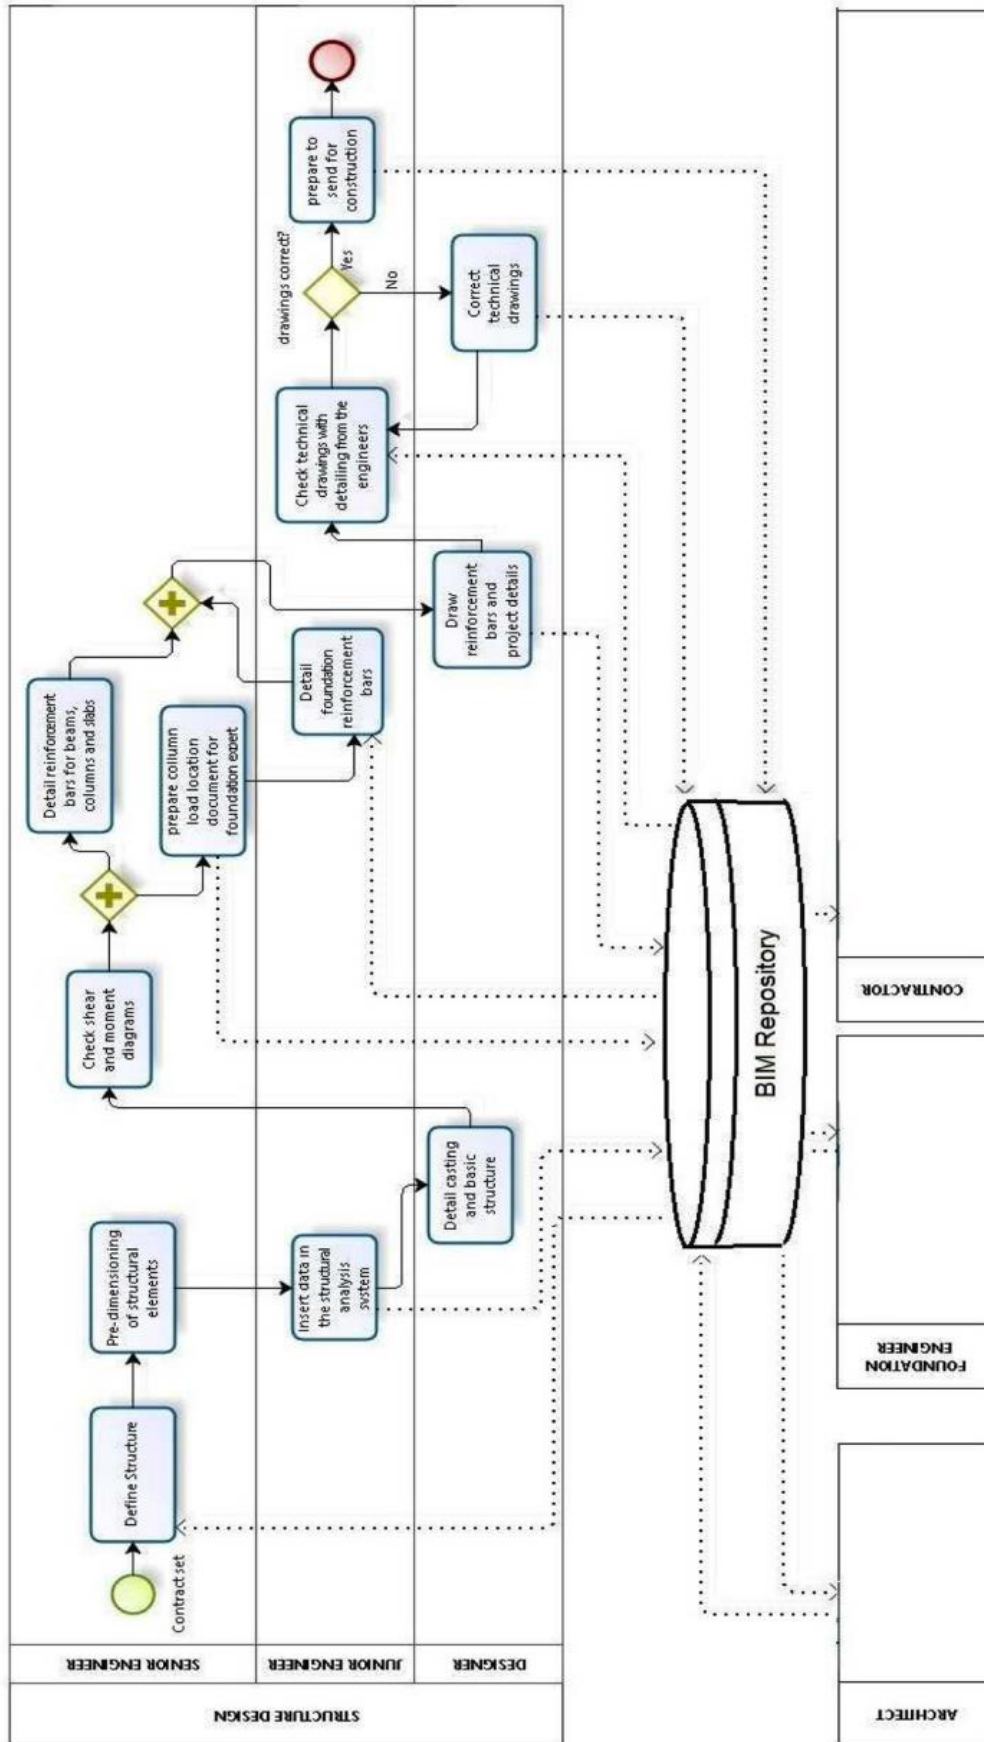 STRUCTURE DESIGN
SENIOR ENGINEER
JUNIOR ENGINEER
DESIGNER
Contract set
Define Structure
Pre-dimensioning
of structural
elements
Insert data in
the structural
analysis
system
Detail casting
and basic
structure
Check shear
and moment
diagrams
Detail reinforcement
bars for beams,
columns and slabs
prepare collumn
load location
document for
foundation expert
Detail
foundation
reinforcement
bars
Draw
reinforcement
bars and
project details
Check technical
drawings with
detailing from the
engineers
drawings correct?
Yes
No
Correct
technical
drawings
prepare to
send for
construction
BIM Repository
ARCHITECT
FOUNDATION
ENGINEER
CONTRACTOR